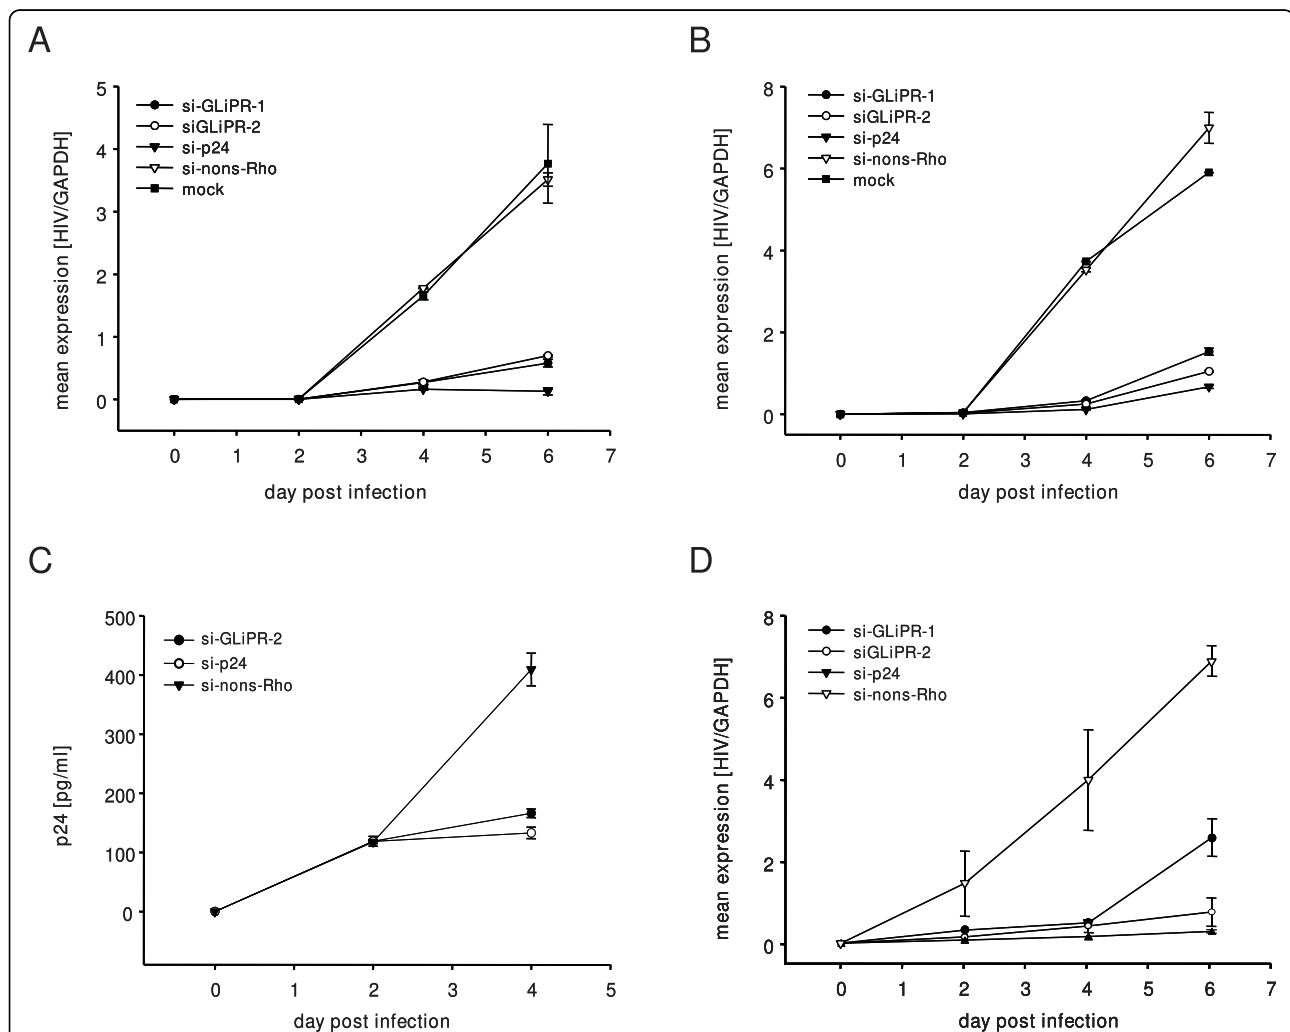 A
5
4
3
2
1
0
mean expression [HIV/GAPDH]
si-GLiPR-1
siGLiPR-2
si-p24
si-nons-Rho
mock
0 1 2 3 4 5 6 7
day post infection
B
8
6
4
2
0
mean expression [HIV/GAPDH]
si-GLiPR-1
siGLiPR-2
si-p24
si-nons-Rho
mock
0 1 2 3 4 5 6 7
day post infection
C
500
400
300
200
100
0
p24 [pg/ml]
si-GLiPR-2
si-p24
si-nons-Rho
0 1 2 3 4 5
day post infection
D
8
6
4
2
0
mean expression [HIV/GAPDH]
si-GLiPR-1
siGLiPR-2
si-p24
si-nons-Rho
0 1 2 3 4 5 6 7
day post infection